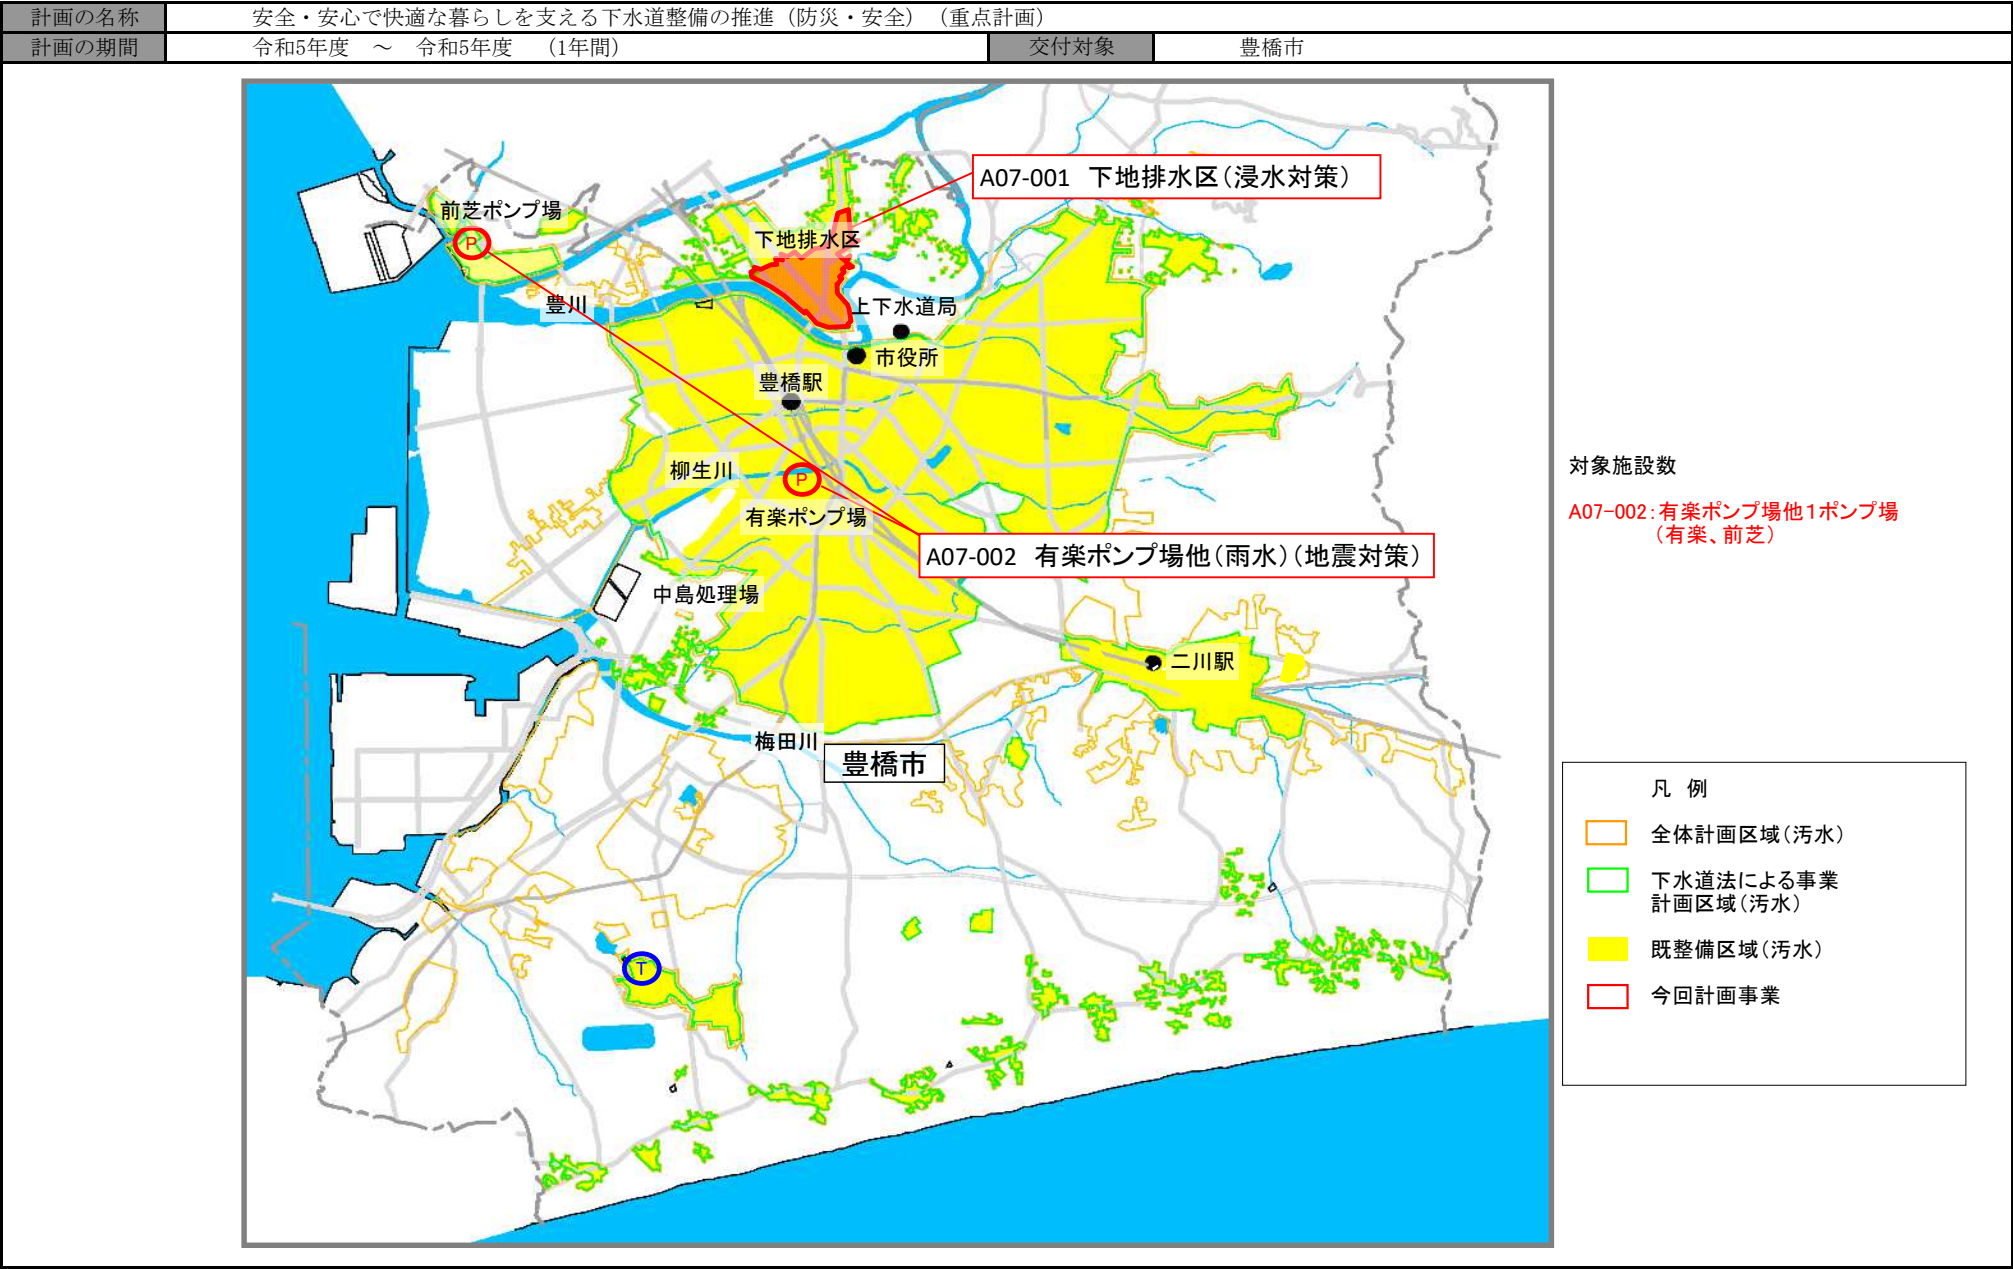 計画の名称
安全・安心で快適な暮らしを支える下水道整備の推進（防災・安全）（重点計画）
計画の期間
令和5年度 ～ 令和5年度 （1年間）
交付対象
豊橋市
A07-001 下地排水区（浸水対策）
前芝ポンプ場
P
下地排水区
豊川
上下水道局
市役所
豊橋駅
柳生川
P
有楽ポンプ場
A07-002 有楽ポンプ場他（雨水）（地震対策）
中島処理場
二川駅
梅田川
豊橋市
T
対象施設数
A07-002：有楽ポンプ場他１ポンプ場
（有楽、前芝）
凡 例
全体計画区域（汚水）
下水道法による事業
計画区域（汚水）
既整備区域（汚水）
今回計画事業